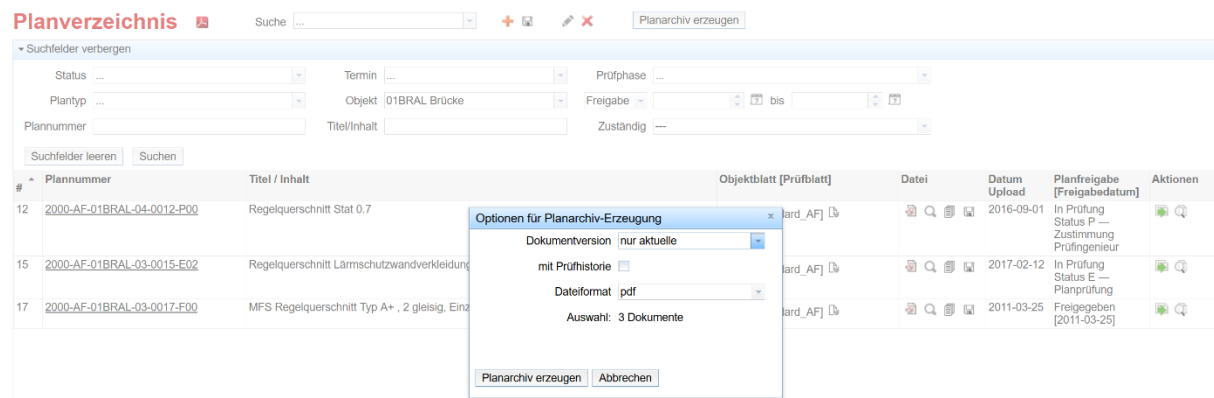 Planverzeichnis Suche ... Planarchiv erzeugen
Suchfelder verbergen
Status ... Termin ... Prüfphase ...
Plantyp ... Objekt 01BRAL Brücke Freigabe bis
Plannummer Titel/Inhalt Zuständig ---
Suchfelder leeren Suchen
# Plannummer Titel / Inhalt Objektblatt [Prüfblatt] Datei Datum Upload Planfreigabe [Freigabedatum] Aktionen
12 2000-AF-01BRAL-04-0012-P00 Regelquerschnitt Stat 0.7 lard_AF] 2016-09-01 In Prüfung
Status P —
Zustimmung
Prüfingenieur
15 2000-AF-01BRAL-03-0015-E02 Regelquerschnitt Lärmschutzwandverkleidung lard_AF] 2017-02-12 In Prüfung
Status E —
Planprüfung
17 2000-AF-01BRAL-03-0017-F00 MFS Regelquerschnitt Typ A+ , 2 gleisig, Einz lard_AF] 2011-03-25 Freigegeben
[2011-03-25]
Optionen für Planarchiv-Erzeugung x
Dokumentversion nur aktuelle
mit Prüfhistorie
Dateiformat pdf
Auswahl: 3 Dokumente
Planarchiv erzeugen Abbrechen